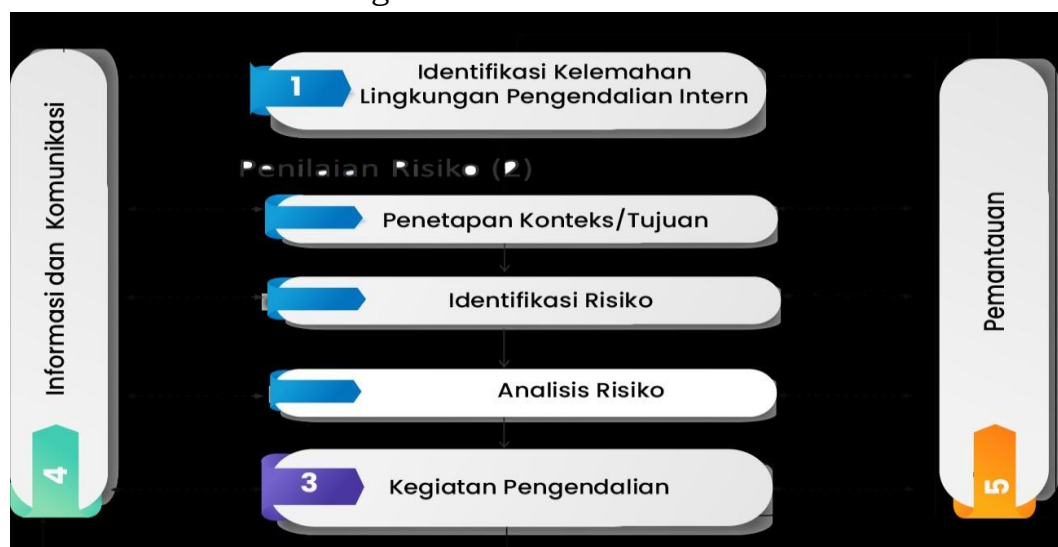 1
Identifikasi Kelemahan
Lingkungan Pengendalian Intern
Penilaian Risiko (2)
Penetapan Konteks/Tujuan
Identifikasi Risiko
Analisis Risiko
3
Kegiatan Pengendalian
Informasi dan Komunikasi
4
Pemantauan
5